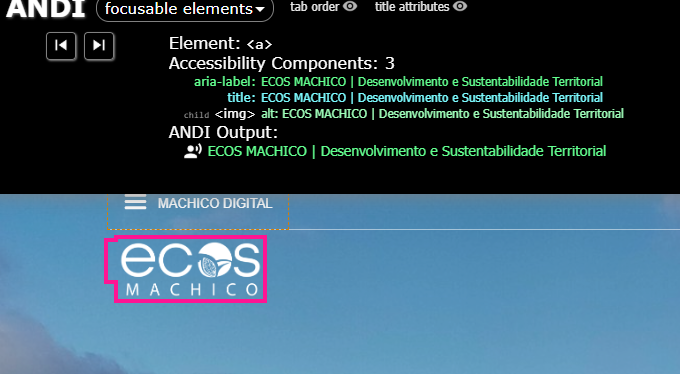 ANDI focusable elements tab order title attributes
Element: <a>
Accessibility Components: 3
aria-label: ECOS MACHICO | Desenvolvimento e Sustentabilidade Territorial
title: ECOS MACHICO | Desenvolvimento e Sustentabilidade Territorial
child <img> alt: ECOS MACHICO | Desenvolvimento e Sustentabilidade Territorial
ANDI Output:
ECOS MACHICO | Desenvolvimento e Sustentabilidade Territorial
MACHICO DIGITAL
ecos
MACHICO